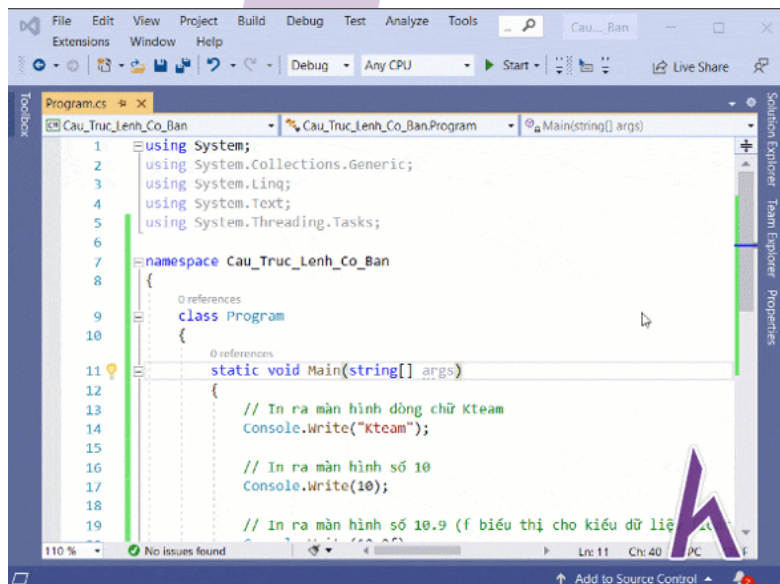 File Edit View Project Build Debug Test Analyze Tools
Extensions Window Help
Cau... Ban
Debug Any CPU Start Live Share
Toolbox
Program.cs
Cau_Truc_Lenh_Co_Ban Cau_Truc_Lenh_Co_Ban.Program Main(string[] args)
1 using System;
2 using System.Collections.Generic;
3 using System.Linq;
4 using System.Text;
5 using System.Threading.Tasks;
6
7 namespace Cau_Truc_Lenh_Co_Ban
8 {
0 references
9 class Program
10 {
0 references
11 static void Main(string[] args)
12 {
13 // In ra màn hình dòng chữ Kteam
14 Console.Write("Kteam");
15
16 // In ra màn hình số 10
17 Console.Write(10);
18
19 // In ra màn hình số 10.9 (f biểu thị cho kiểu dữ
110 % No issues found Ln: 11 Ch: 40
Add to Source Control
2
Solution Explorer
Team Explorer
Properties